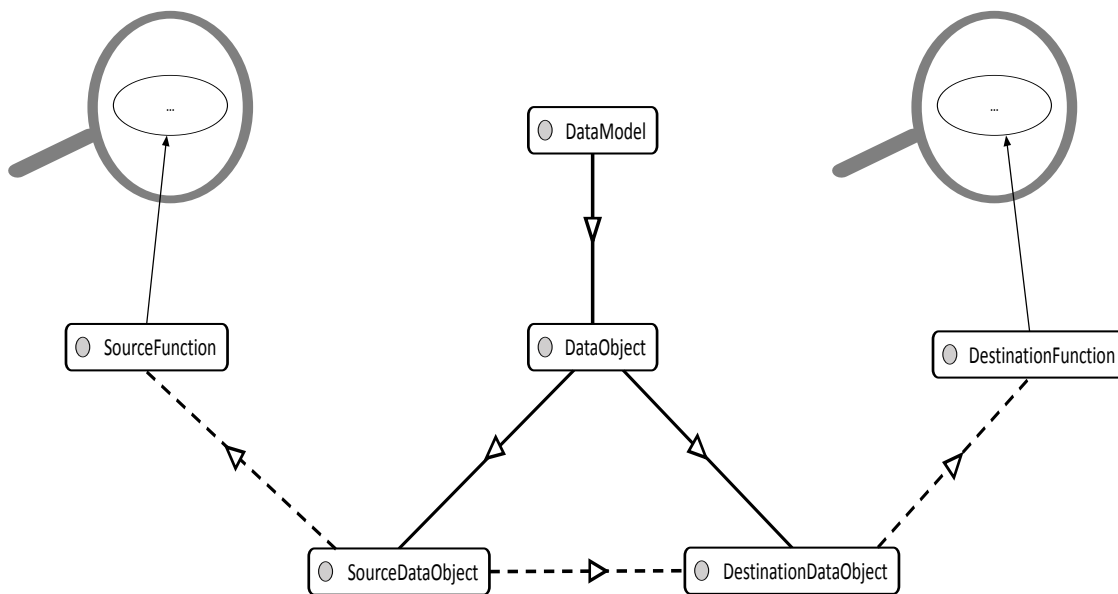 ...
...
DataModel
SourceFunction
DataObject
DestinationFunction
SourceDataObject
DestinationDataObject